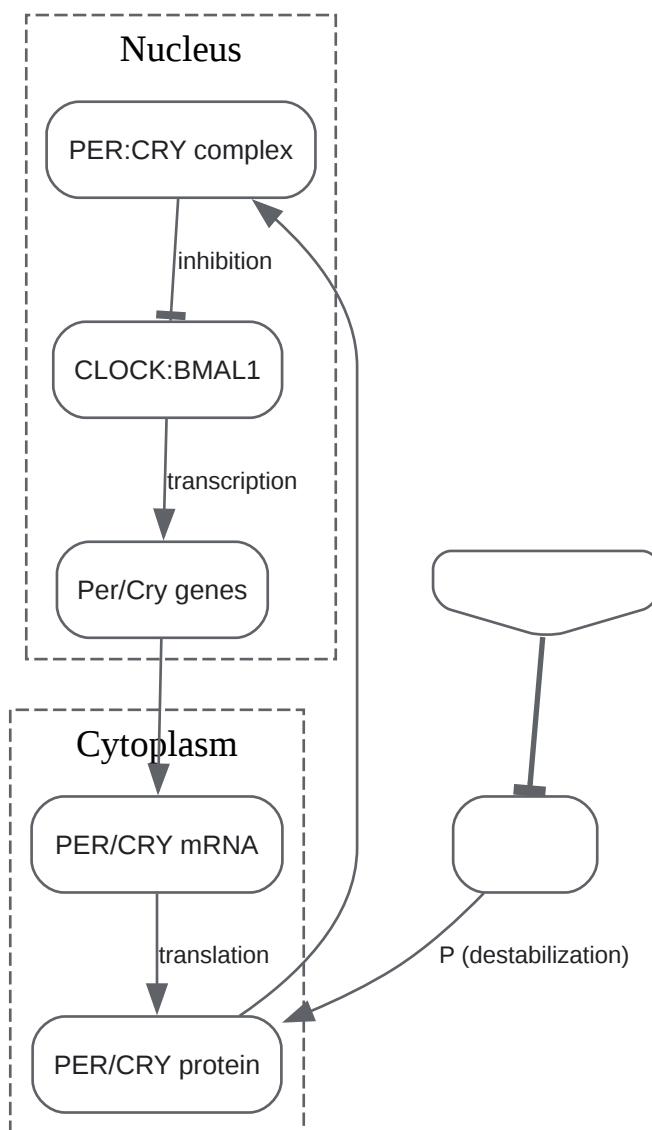 Nucleus
PER:CRY complex
inhibition
CLOCK:BMAL1
transcription
Per/Cry genes
Cytoplasm
PER/CRY mRNA
translation
P (destabilization)
PER/CRY protein